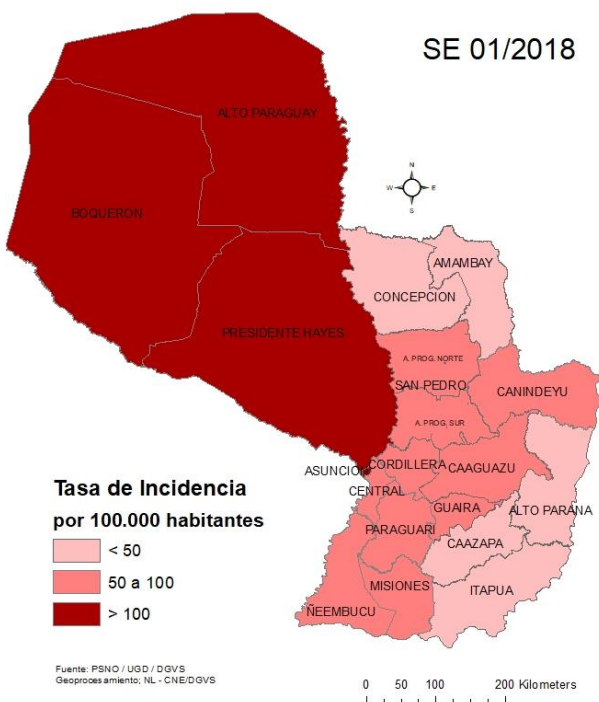 SE 01/2018
ALTO PARAGUAY
N
W E
S
BOQUERON
AMAMBAY
CONCEPCION
PRESIDENTE HAYES
A. PROG. NORTE
SAN PEDRO
CANINDEYU
A. PROG. SUR
ASUNCION
CORDILLERA
CAAGUAZU
CENTRAL
GUAIRA
ALTO PARANA
PARAGUARI
CAAZAPA
MISIONES
ITAPUA
ÑEEMBUCU
Tasa de Incidencia
por 100.000 habitantes
< 50
50 a 100
> 100
Fuente: PSNO / UGD / DGVS
Geoprocesamiento; NL - CNE/DGVS
0 50 100 200 Kilometers